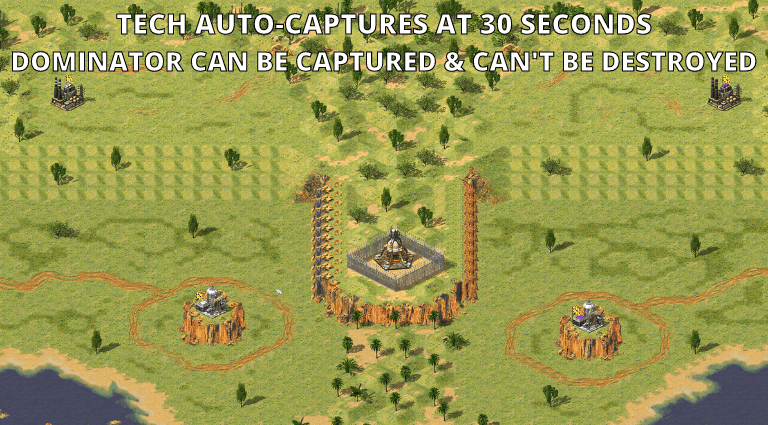 TECH AUTO-CAPTURES AT 30 SECONDS
DOMINATOR CAN BE CAPTURED & CAN'T BE DESTROYED